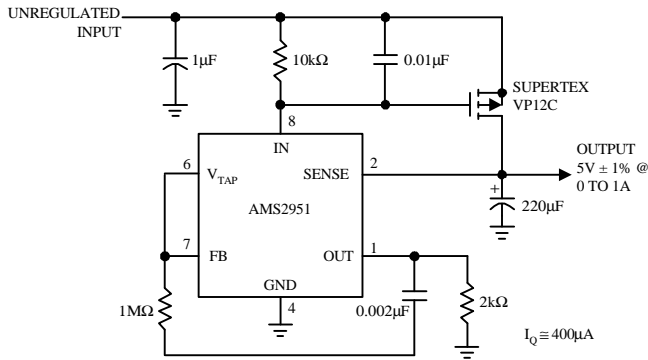 UNREGULATED
INPUT
1µF
10kΩ
0.01µF
SUPERTEX
VP12C
8
IN
6
V_TAP
SENSE
2
OUTPUT
5V ± 1% @
0 TO 1A
AMS2951
+
220µF
7
FB
OUT
1
GND
4
1MΩ
0.002µF
2kΩ
I_Q ≅ 400µA